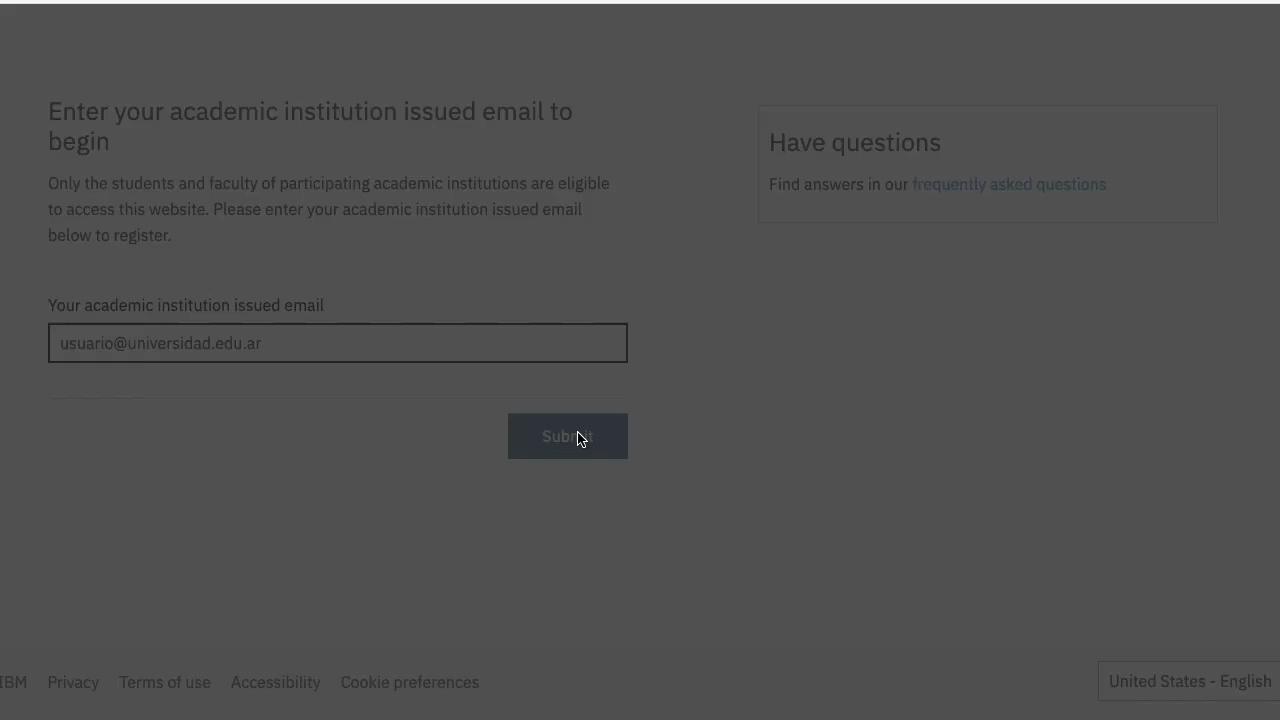 Enter your academic institution issued email to
begin
Only the students and faculty of participating academic institutions are eligible
to access this website. Please enter your academic institution issued email
below to register.
Your academic institution issued email
usuario@universidad.edu.ar
Submit
Have questions
Find answers in our frequently asked questions
IBM Privacy Terms of use Accessibility Cookie preferences
United States - English